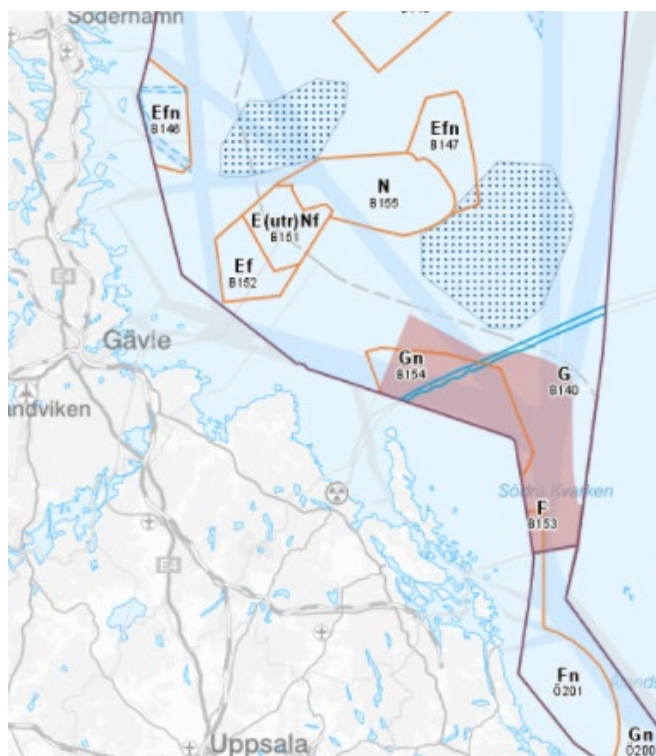 Söderhamn
Efn
B146
Efn
B147
N
B155
E(utr)Nf
B151
Ef
B152
E4
Gävle
andviken
Gn
B154
G
B140
Södra Kvarken
F
B153
E4
Fn
Ö201
Uppsala
Gn
Ö200